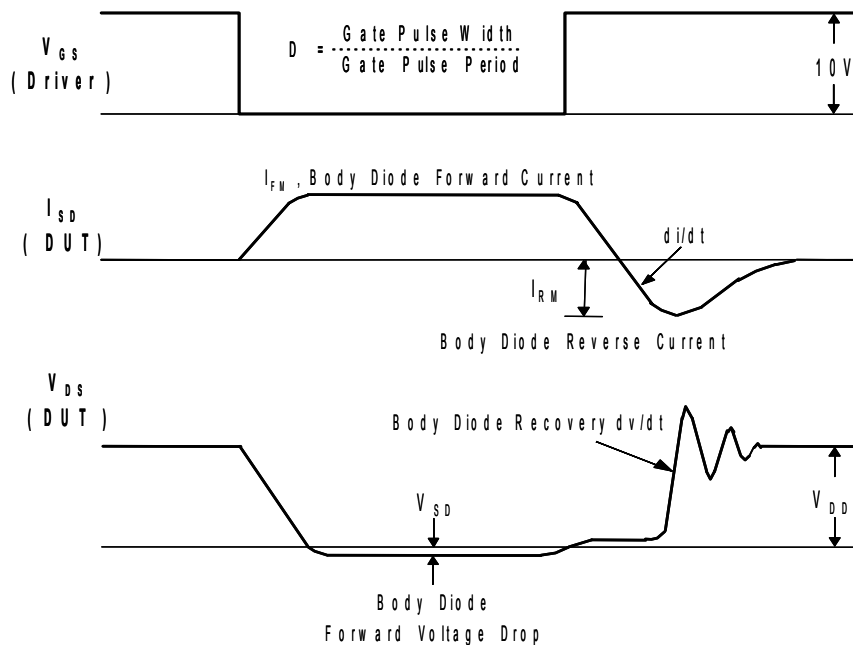 V_GS
(Driver)
D = Gate Pulse Width
Gate Pulse Period
10V
I_FM , Body Diode Forward Current
I_SD
(DUT)
di/dt
I_RM
Body Diode Reverse Current
V_DS
(DUT)
Body Diode Recovery dv/dt
V_SD
V_DD
Body Diode
Forward Voltage Drop